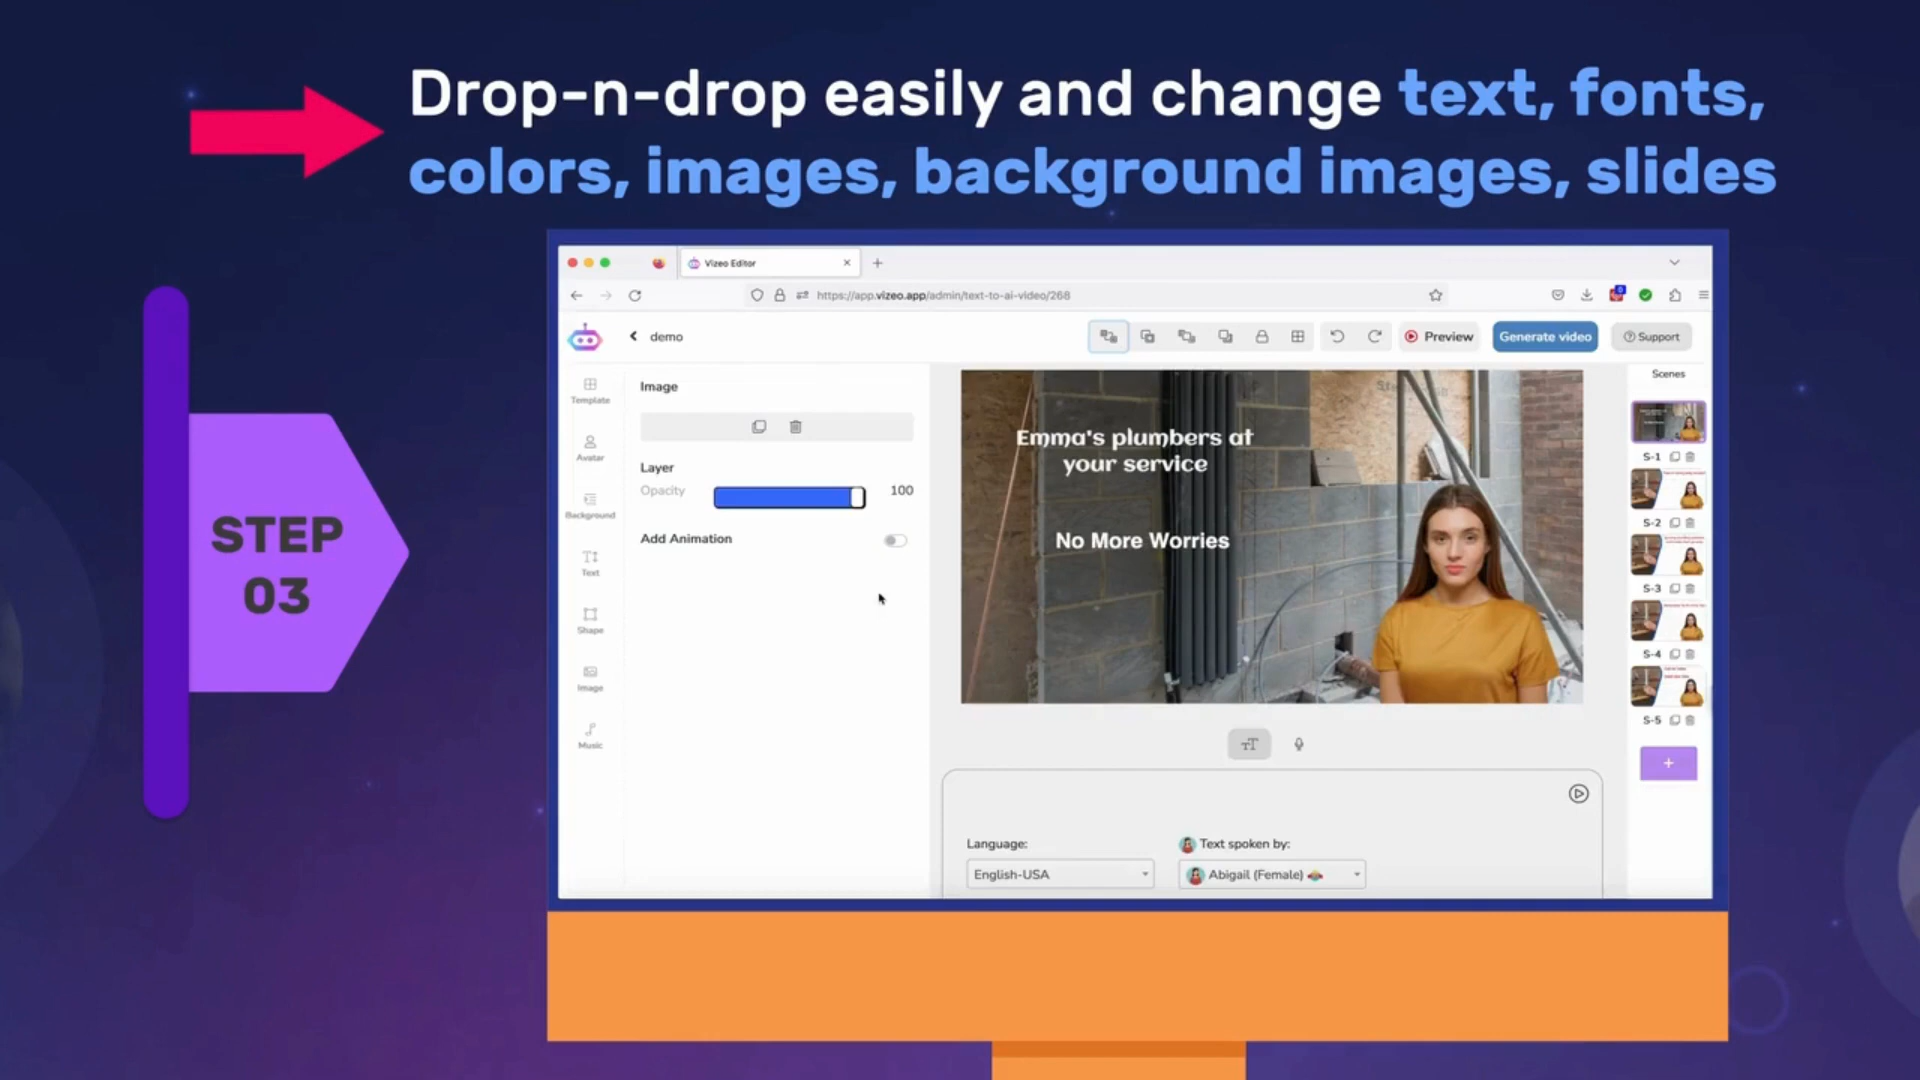 Drop-n-drop easily and change text, fonts,
colors, images, background images, slides
STEP
03
Vizeo Editor
https://app.vizeo.app/admin/text-to-ai-video/268
demo
Preview
Generate video
Support
Template
Avatar
Background
Text
Shape
Image
Music
Image
Layer
Opacity
100
Add Animation
Emma's plumbers at
your service
No More Worries
Language:
English-USA
Text spoken by:
Abigail (Female)
Scenes
S-1
S-2
S-3
S-4
S-5